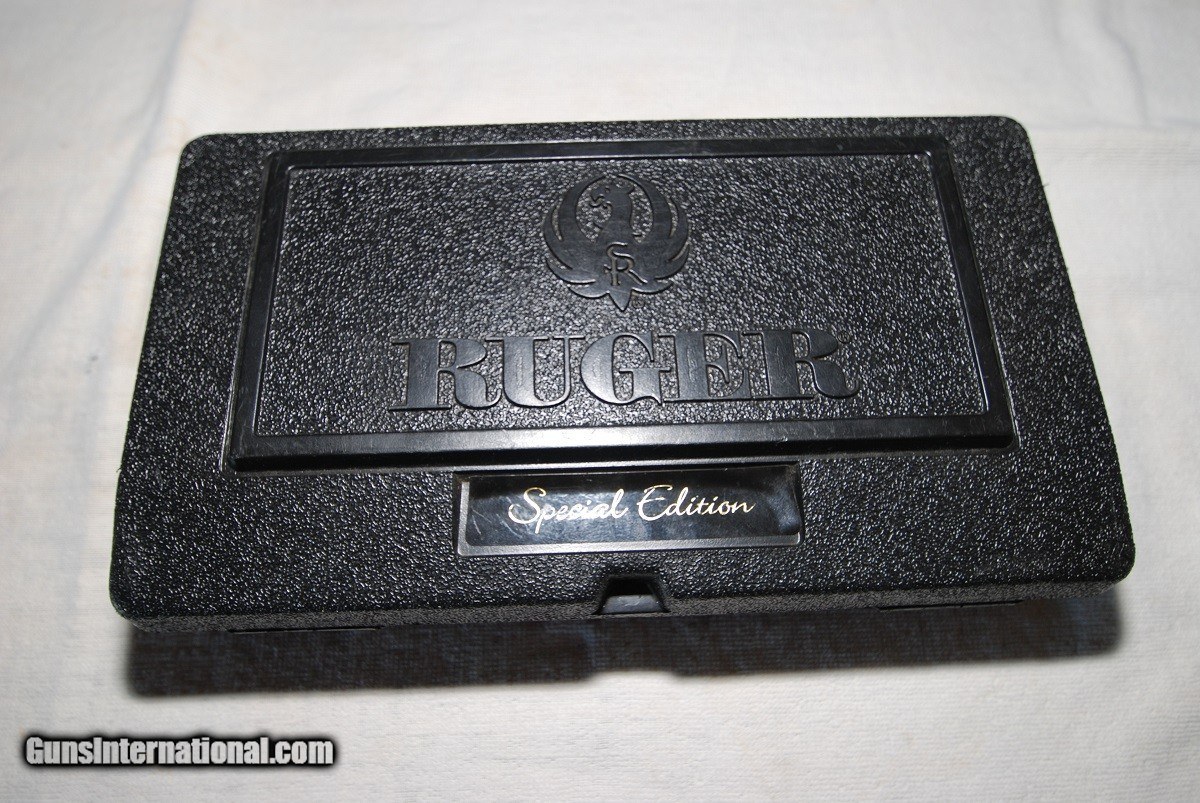 SR
RUGER
Special Edition
GunsInternational.com